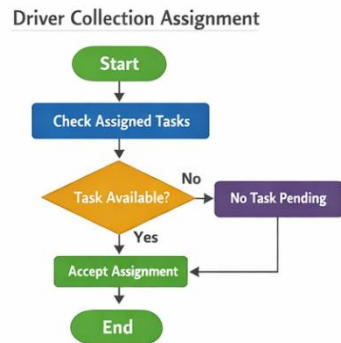 Driver Collection Assignment
Start
Check Assigned Tasks
Task Available?
No
No Task Pending
Yes
Accept Assignment
End